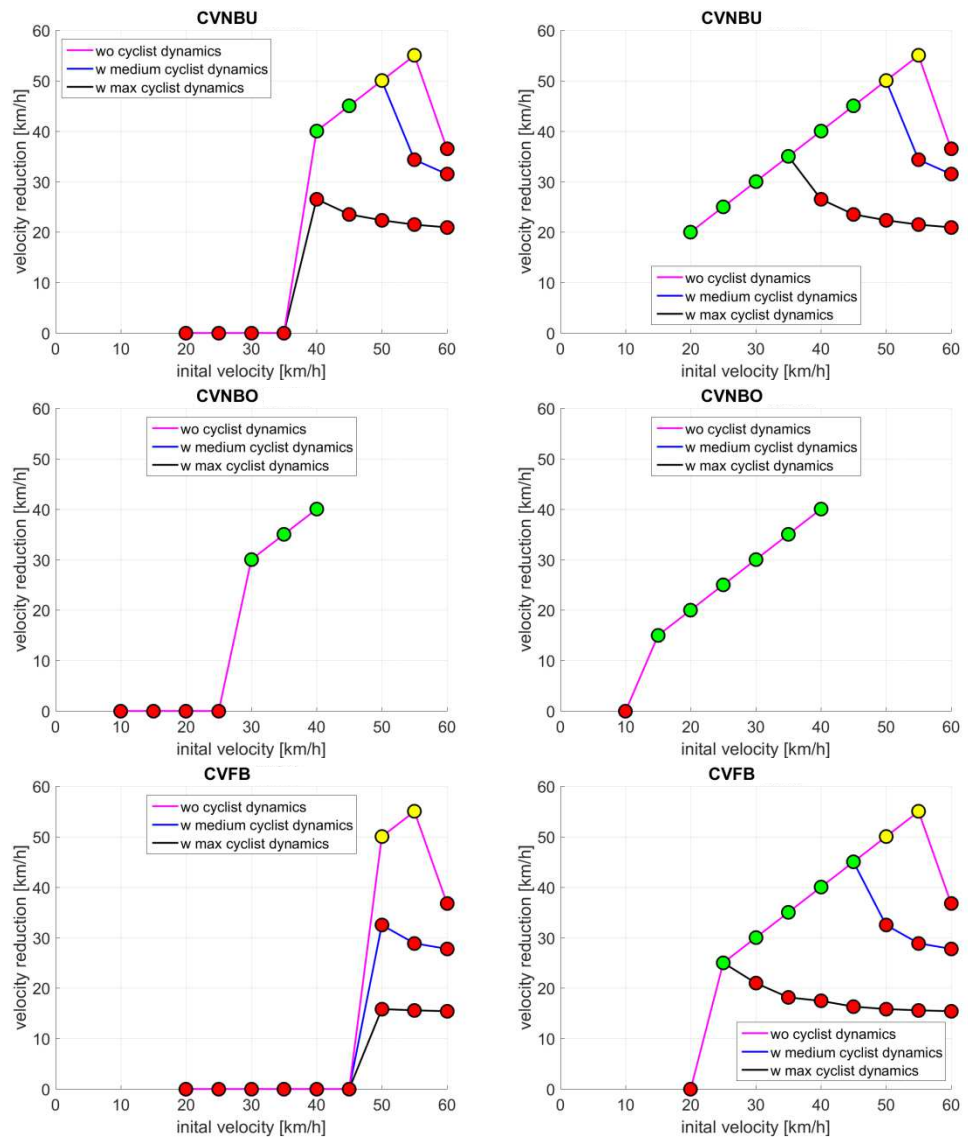 CVNBU
60
50
40
30
20
10
0
velocity reduction [km/h]
wo cyclist dynamics
w medium cyclist dynamics
w max cyclist dynamics
0 10 20 30 40 50 60
inital velocity [km/h]
CVNBU
60
50
40
30
20
10
0
velocity reduction [km/h]
wo cyclist dynamics
w medium cyclist dynamics
w max cyclist dynamics
0 10 20 30 40 50 60
inital velocity [km/h]
CVNBO
60
50
40
30
20
10
0
velocity reduction [km/h]
wo cyclist dynamics
w medium cyclist dynamics
w max cyclist dynamics
0 10 20 30 40 50 60
inital velocity [km/h]
CVNBO
60
50
40
30
20
10
0
velocity reduction [km/h]
wo cyclist dynamics
w medium cyclist dynamics
w max cyclist dynamics
0 10 20 30 40 50 60
inital velocity [km/h]
CVFB
60
50
40
30
20
10
0
velocity reduction [km/h]
wo cyclist dynamics
w medium cyclist dynamics
w max cyclist dynamics
0 10 20 30 40 50 60
inital velocity [km/h]
CVFB
60
50
40
30
20
10
0
velocity reduction [km/h]
wo cyclist dynamics
w medium cyclist dynamics
w max cyclist dynamics
0 10 20 30 40 50 60
inital velocity [km/h]